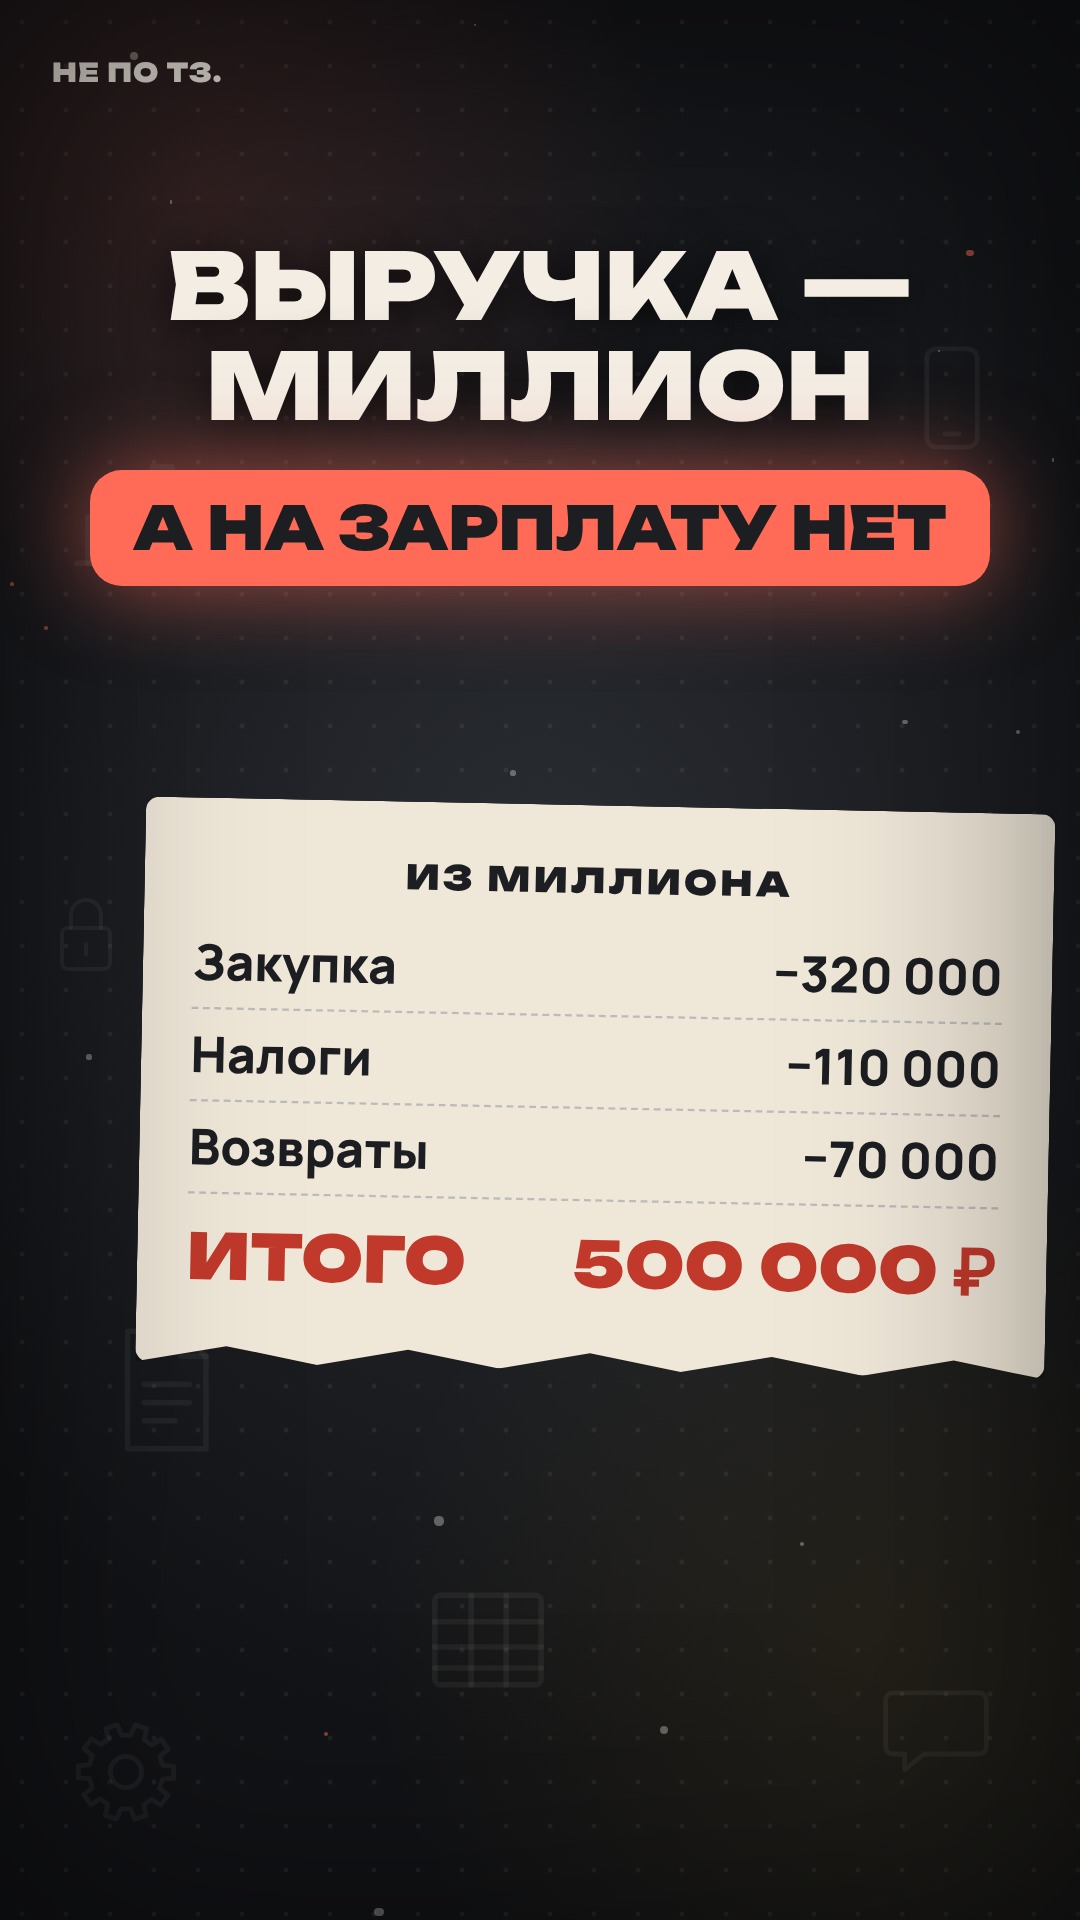 НЕ ПО ТЗ.
ВЫРУЧКА —
МИЛЛИОН
А НА ЗАРПЛАТУ НЕТ
ИЗ МИЛЛИОНА
Закупка −320 000
Налоги −110 000
Возвраты −70 000
ИТОГО 500 000 ₽